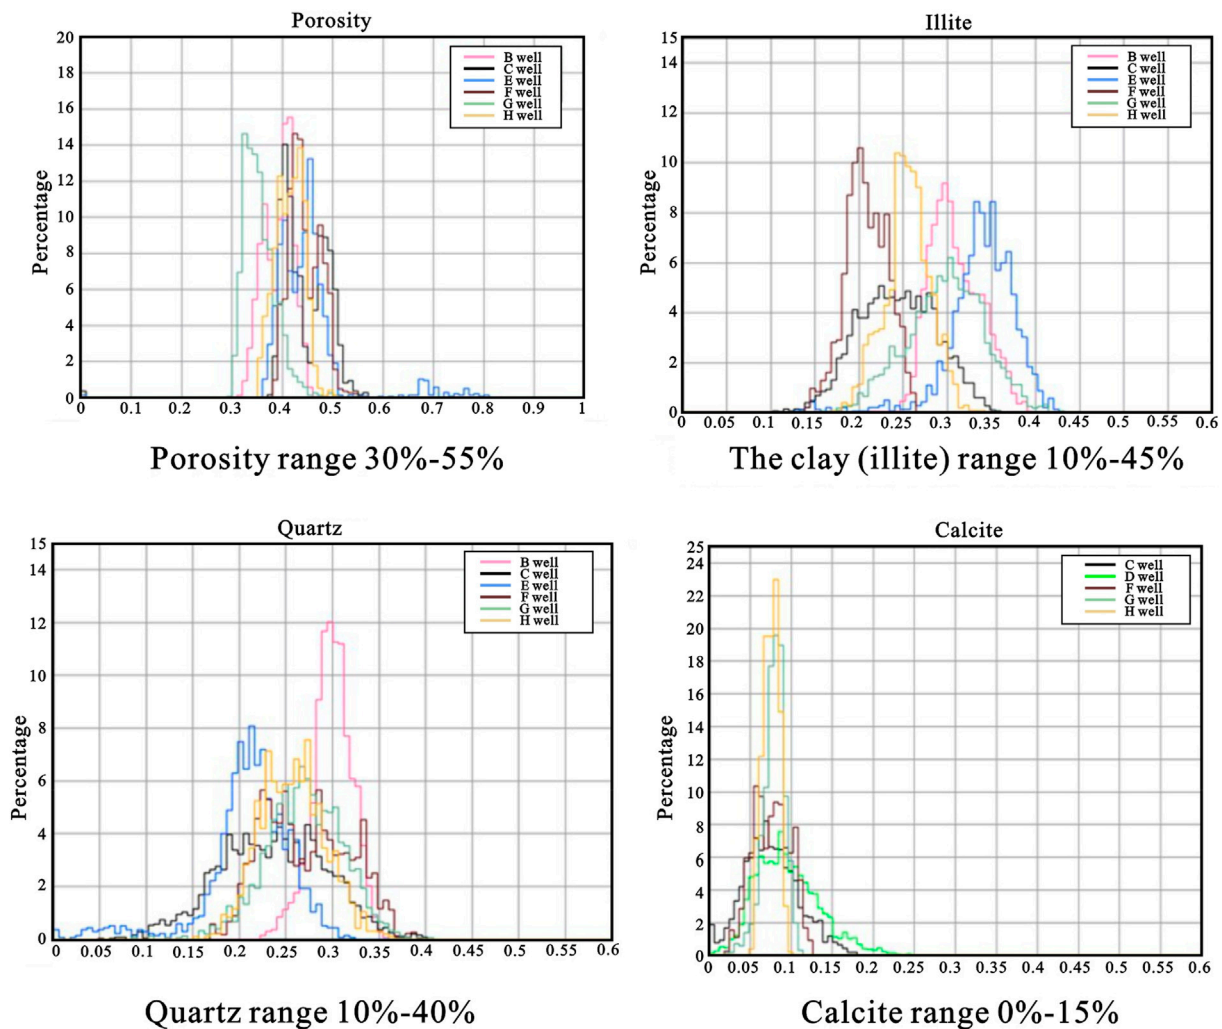 Porosity
20
18
16
14
12
10
8
6
4
2
0
Percentage
B well
C well
E well
F well
G well
H well
0 0.1 0.2 0.3 0.4 0.5 0.6 0.7 0.8 0.9 1
Porosity range 30%-55%
Illite
15
14
12
10
8
6
4
2
0
Percentage
B well
C well
E well
F well
G well
H well
0 0.05 0.1 0.15 0.2 0.25 0.3 0.35 0.4 0.45 0.5 0.55 0.6
The clay (illite) range 10%-45%
Quartz
15
14
12
10
8
6
4
2
0
Percentage
B well
C well
E well
F well
G well
H well
0 0.05 0.1 0.15 0.2 0.25 0.3 0.35 0.4 0.45 0.5 0.55 0.6
Quartz range 10%-40%
Calcite
25
24
22
20
18
16
14
12
10
8
6
4
2
0
Percentage
C well
D well
F well
G well
H well
0 0.05 0.1 0.15 0.2 0.25 0.3 0.35 0.4 0.45 0.5 0.55 0.6
Calcite range 0%-15%